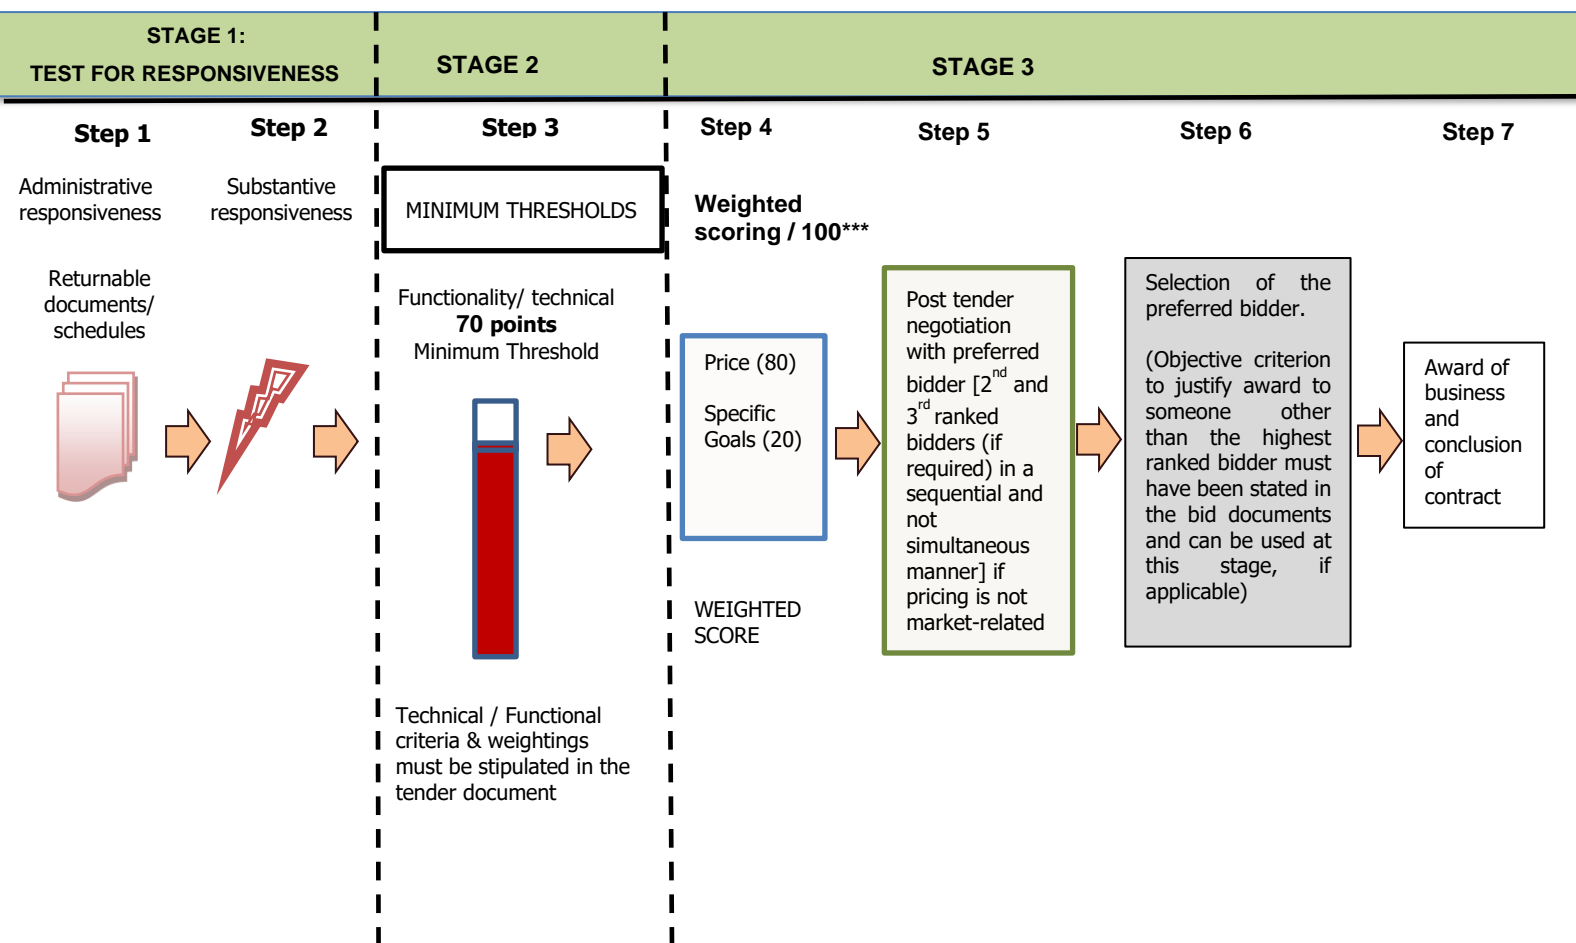 STAGE 1:
TEST FOR RESPONSIVENESS
STAGE 2
STAGE 3
Step 1
Step 2
Step 3
Step 4
Step 5
Step 6
Step 7
Administrative
responsiveness
Substantive
responsiveness
MINIMUM THRESHOLDS
Weighted
scoring / 100***
Returnable
documents/
schedules
Functionality/ technical
70 points
Minimum Threshold
Technical / Functional
criteria & weightings
must be stipulated in the
tender document
Price (80)
Specific
Goals (20)
WEIGHTED
SCORE
Post tender
negotiation
with preferred
bidder [2nd and
3rd ranked
bidders (if
required) in a
sequential and
not
simultaneous
manner] if
pricing is not
market-related
Selection of the
preferred bidder.
(Objective criterion
to justify award to
someone other
than the highest
ranked bidder must
have been stated in
the bid documents
and can be used at
this stage, if
applicable)
Award of
business
and
conclusion
of
contract